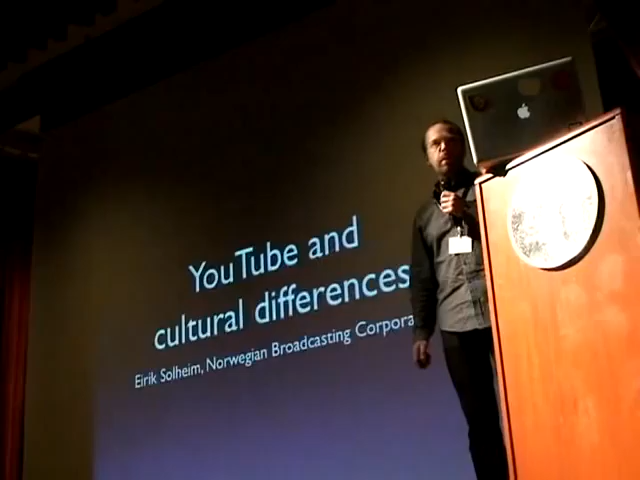 YouTube and
cultural differences
Eirik Solheim, Norwegian Broadcasting Corpora